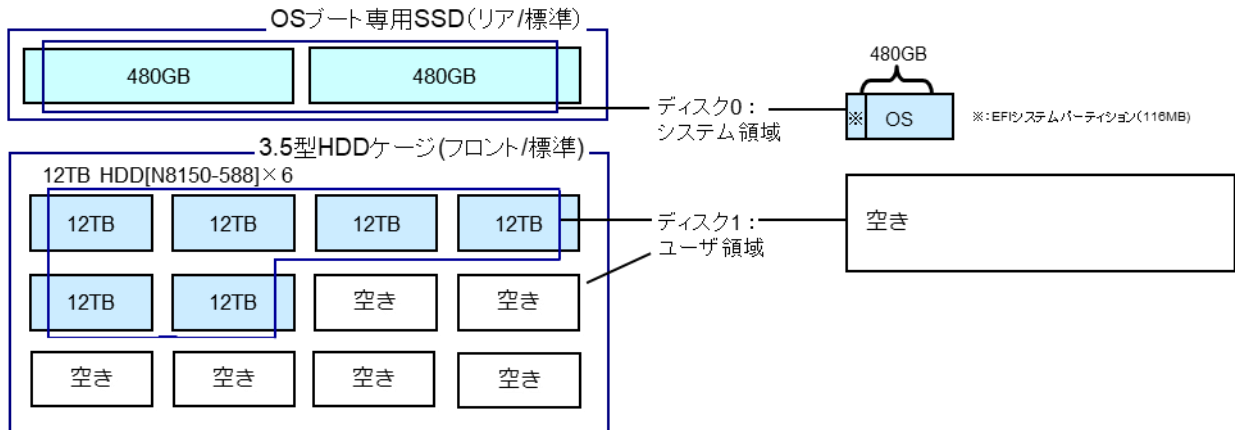 OSブート専用SSD(リア/標準)
480GB
480GB
480GB
ディスク0:
システム領域
※
OS
※:EFIシステムパーティション(116MB)
3.5型HDDケージ(フロント/標準)
12TB HDD[N8150-588]×6
12TB
12TB
12TB
12TB
ディスク1:
ユーザ領域
空き
12TB
12TB
空き
空き
空き
空き
空き
空き